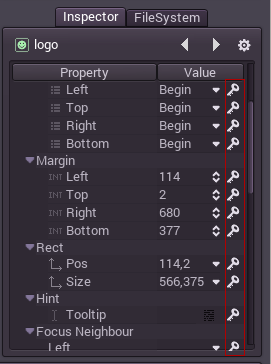 Inspector FileSystem
logo
Property Value
Left Begin
Top Begin
Right Begin
Bottom Begin
Margin
INT Left 114
INT Top 2
INT Right 680
INT Bottom 377
Rect
Pos 114,2
Size 566,375
Hint
Tooltip
Focus Neighbour
Left